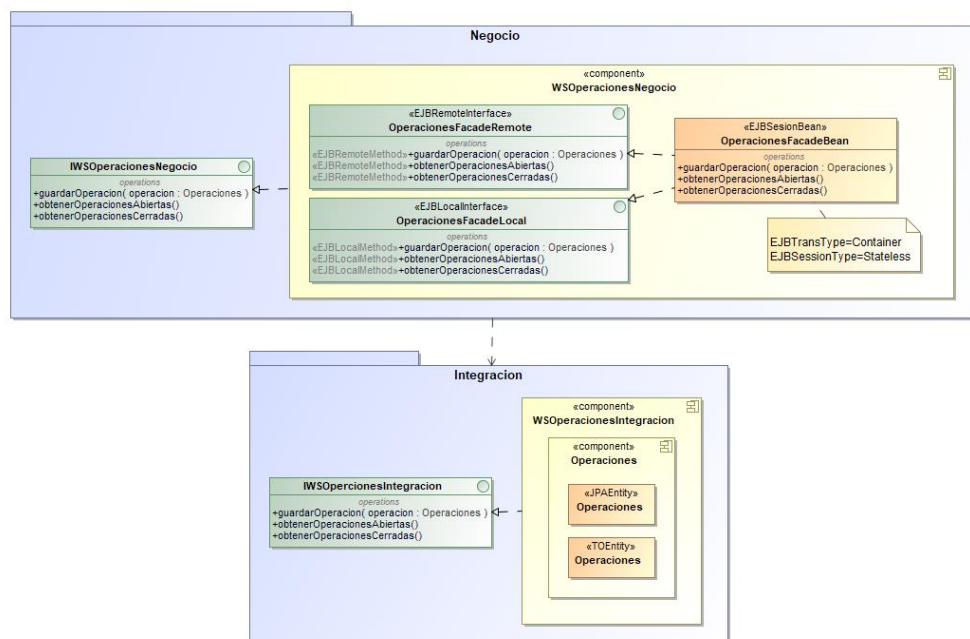 Negocio
«component»
WSOperacionesNegocio
«EJBRemoteInterface»
OperacionesFacadeRemote
operations
«EJBRemoteMethod»+guardarOperacion( operacion : Operaciones )
«EJBRemoteMethod»+obtenerOperacionesAbiertas()
«EJBRemoteMethod»+obtenerOperacionesCerradas()
«EJBSesionBean»
OperacionesFacadeBean
operations
+guardarOperacion( operacion : Operaciones )
+obtenerOperacionesAbiertas()
+obtenerOperacionesCerradas()
IWSOperacionesNegocio
operations
+guardarOperacion( operacion : Operaciones )
+obtenerOperacionesAbiertas()
+obtenerOperacionesCerradas()
«EJBLocalInterface»
OperacionesFacadeLocal
operations
«EJBLocalMethod»+guardarOperacion( operacion : Operaciones )
«EJBLocalMethod»+obtenerOperacionesAbiertas()
«EJBLocalMethod»+obtenerOperacionesCerradas()
EJBTransType=Container
EJBSessionType=Stateless
Integracion
«component»
WSOperacionesIntegracion
«component»
Operaciones
«JPAEntity»
Operaciones
«TOEntity»
Operaciones
IWSOpercionesIntegracion
operations
+guardarOperacion( operacion : Operaciones )
+obtenerOperacionesAbiertas()
+obtenerOperacionesCerradas()